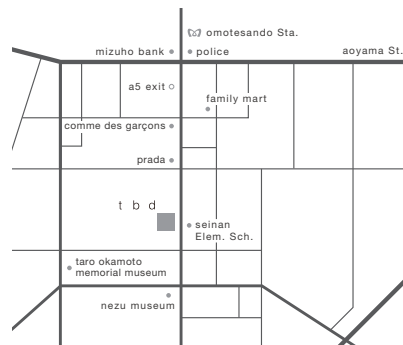 omotesando Sta.
mizuho bank
police
aoyama St.
a5 exit
family mart
comme des garçons
prada
t b d
seinan
Elem. Sch.
taro okamoto
memorial museum
nezu museum